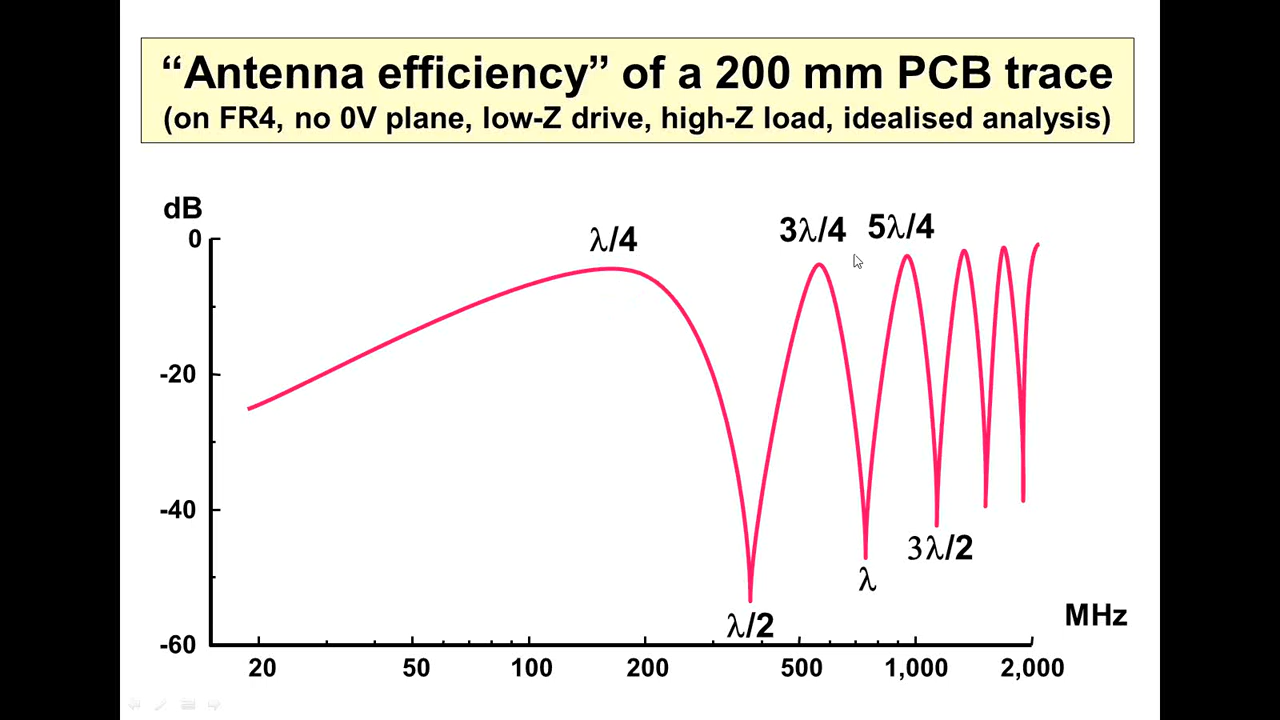 “Antenna efficiency” of a 200 mm PCB trace
(on FR4, no 0V plane, low-Z drive, high-Z load, idealised analysis)
dB
0
-20
-40
-60
λ/4
3λ/4
5λ/4
λ/2
λ
3λ/2
MHz
20 50 100 200 500 1,000 2,000